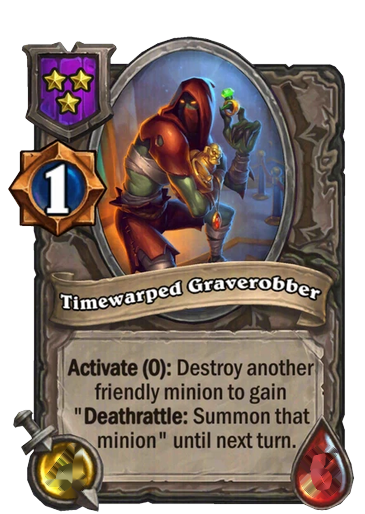 1
Timewarped Graverobber
Activate (0): Destroy another
friendly minion to gain
"Deathrattle: Summon that
minion" until next turn.